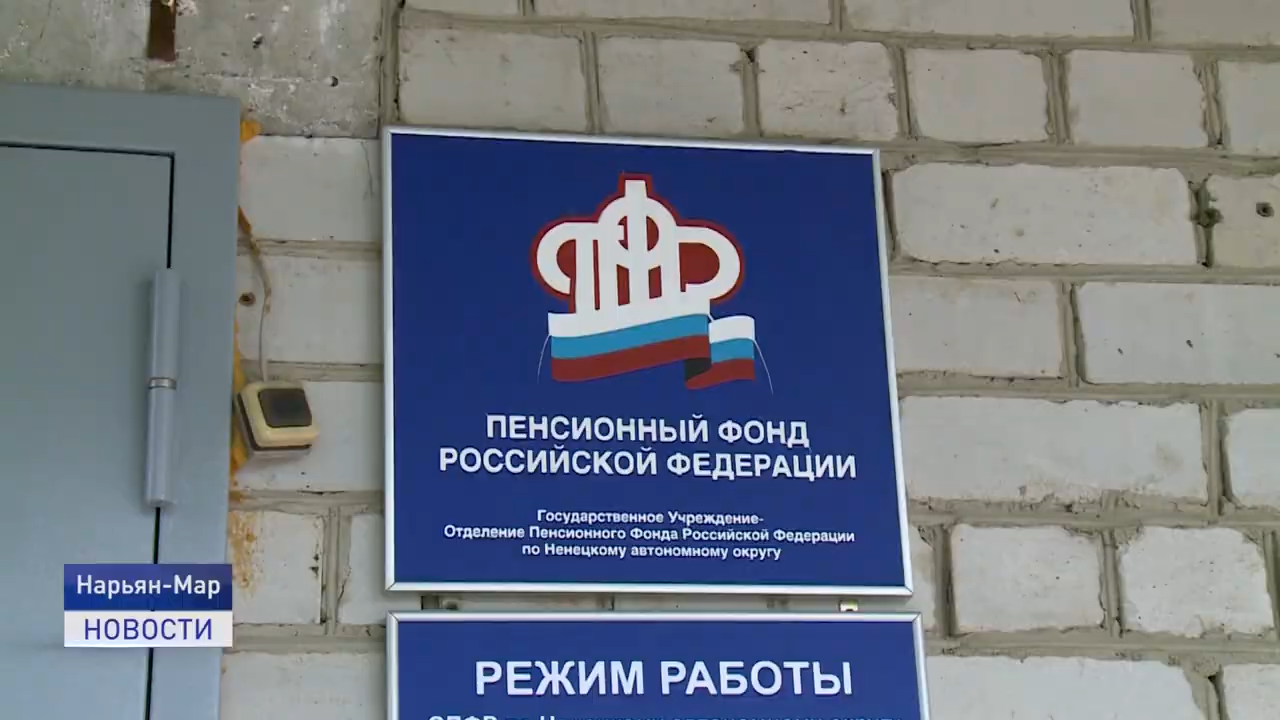 ПЕНСИОННЫЙ ФОНД
РОССИЙСКОЙ ФЕДЕРАЦИИ
Государственное Учреждение-
Отделение Пенсионного Фонда Российской Федерации
по Ненецкому автономному округу
Нарьян-Мар
НОВОСТИ
РЕЖИМ РАБОТЫ